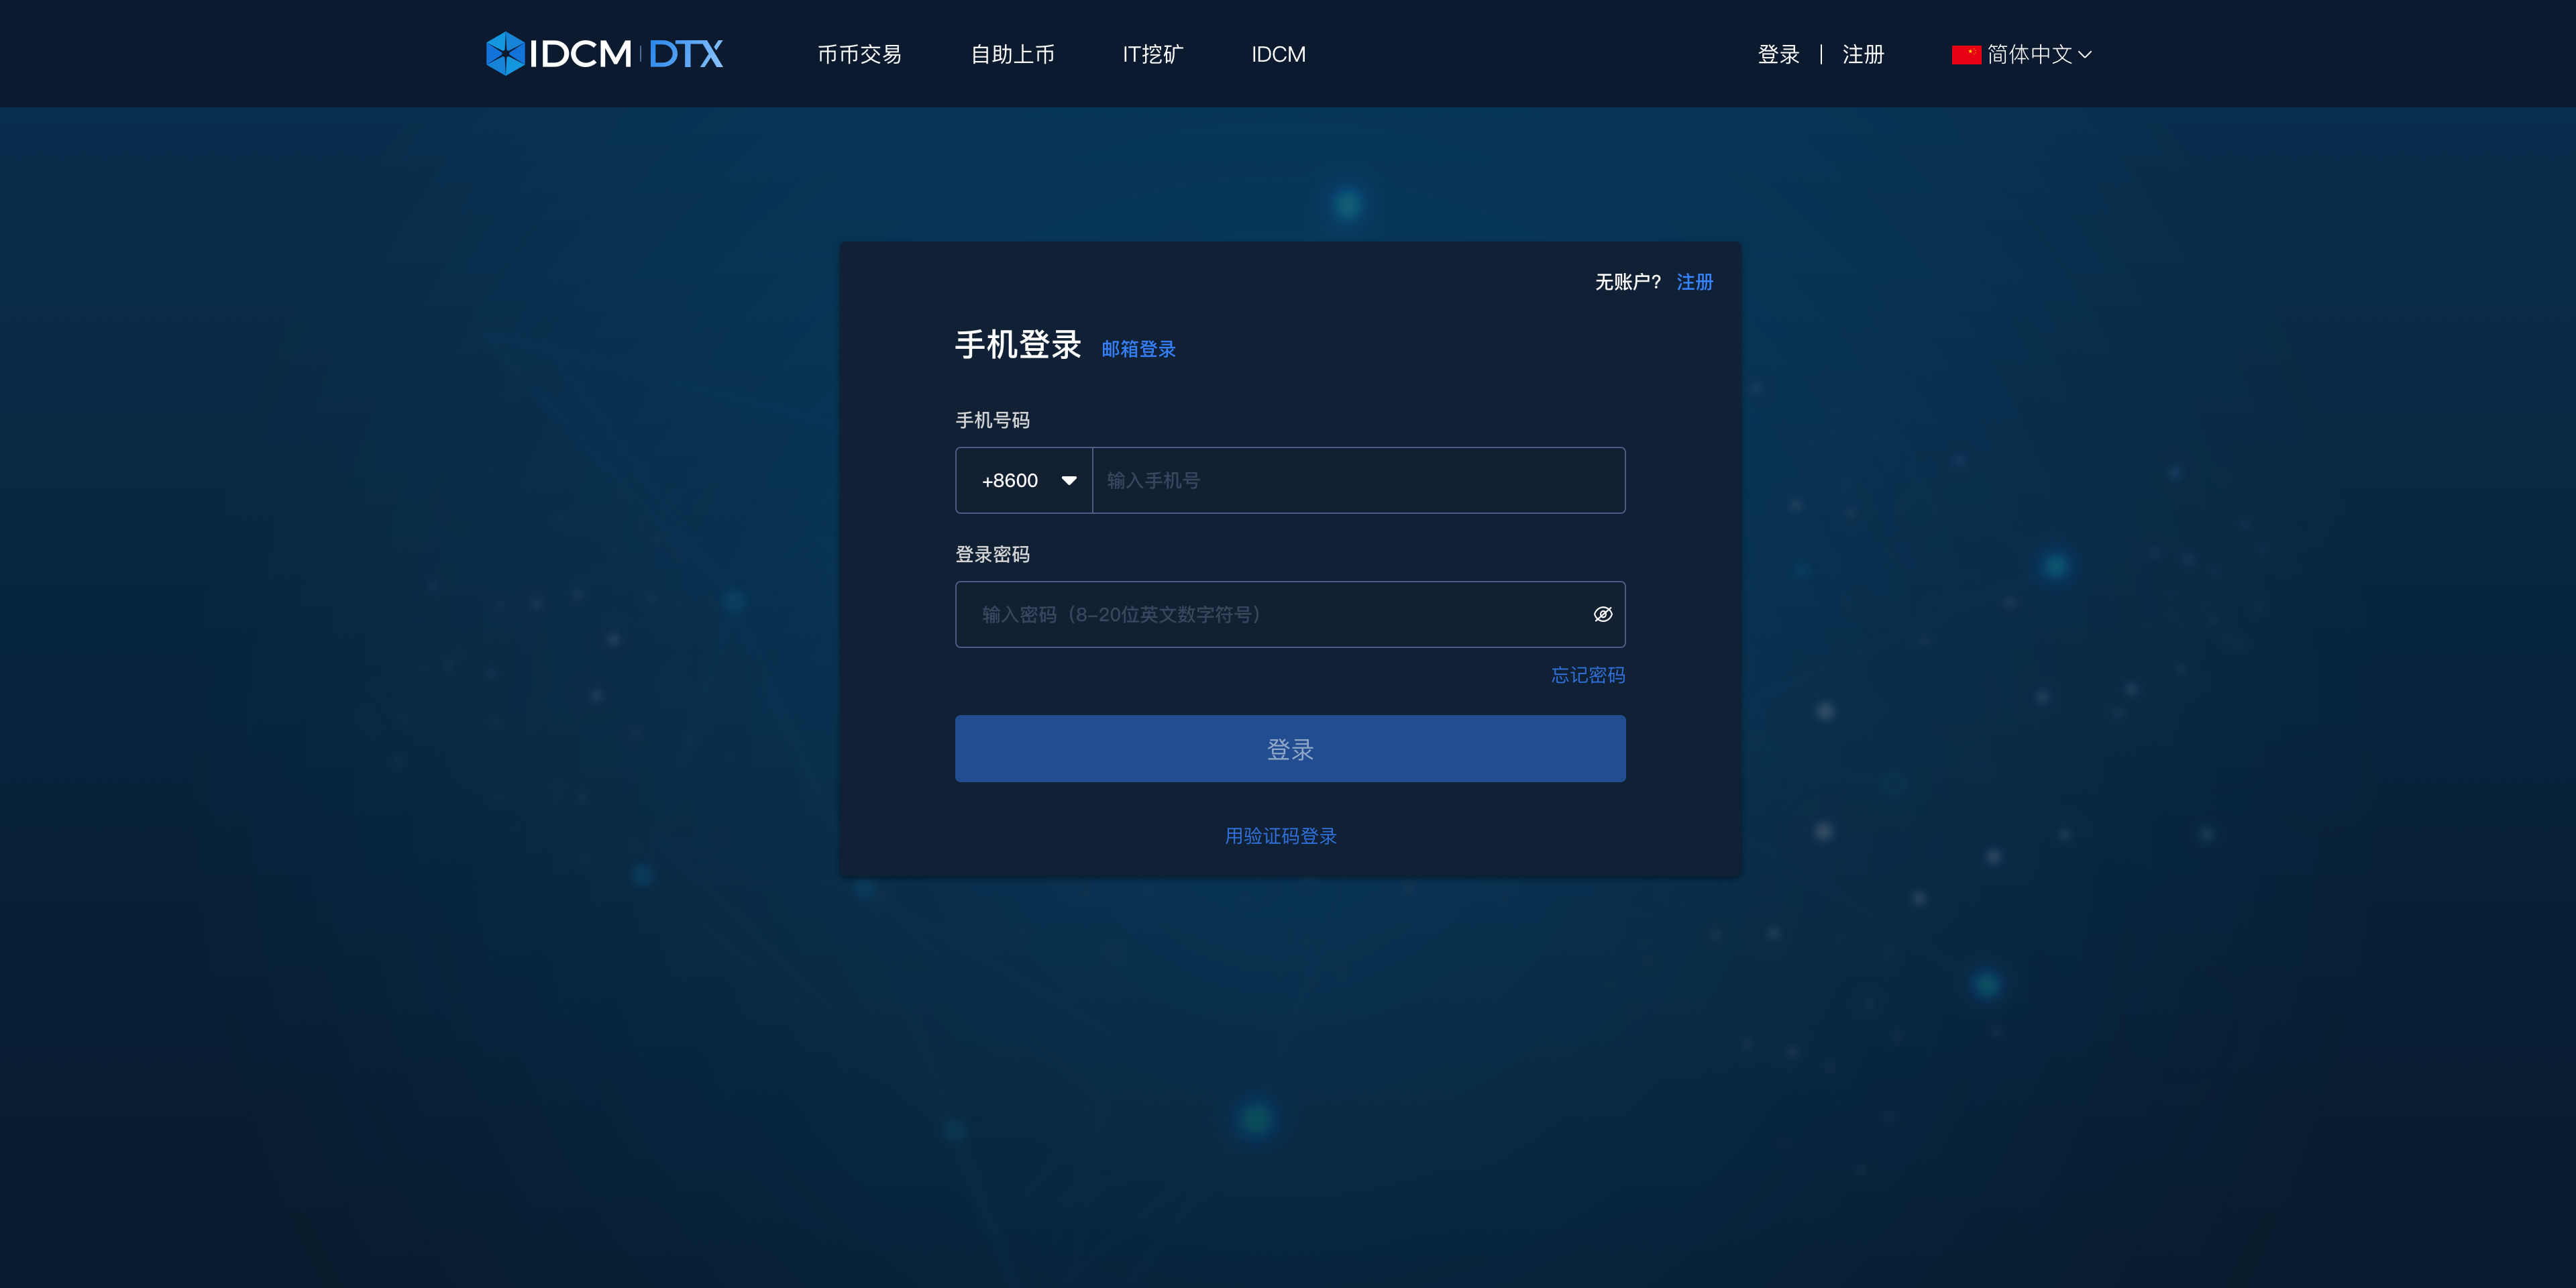 IDCM DTX 币币交易 自助上币 IT挖矿 IDCM 登录 | 注册 简体中文
无账户? 注册
手机登录 邮箱登录
手机号码
+8600 输入手机号
登录密码
输入密码（8-20位英文数字符号）
忘记密码
登录
用验证码登录